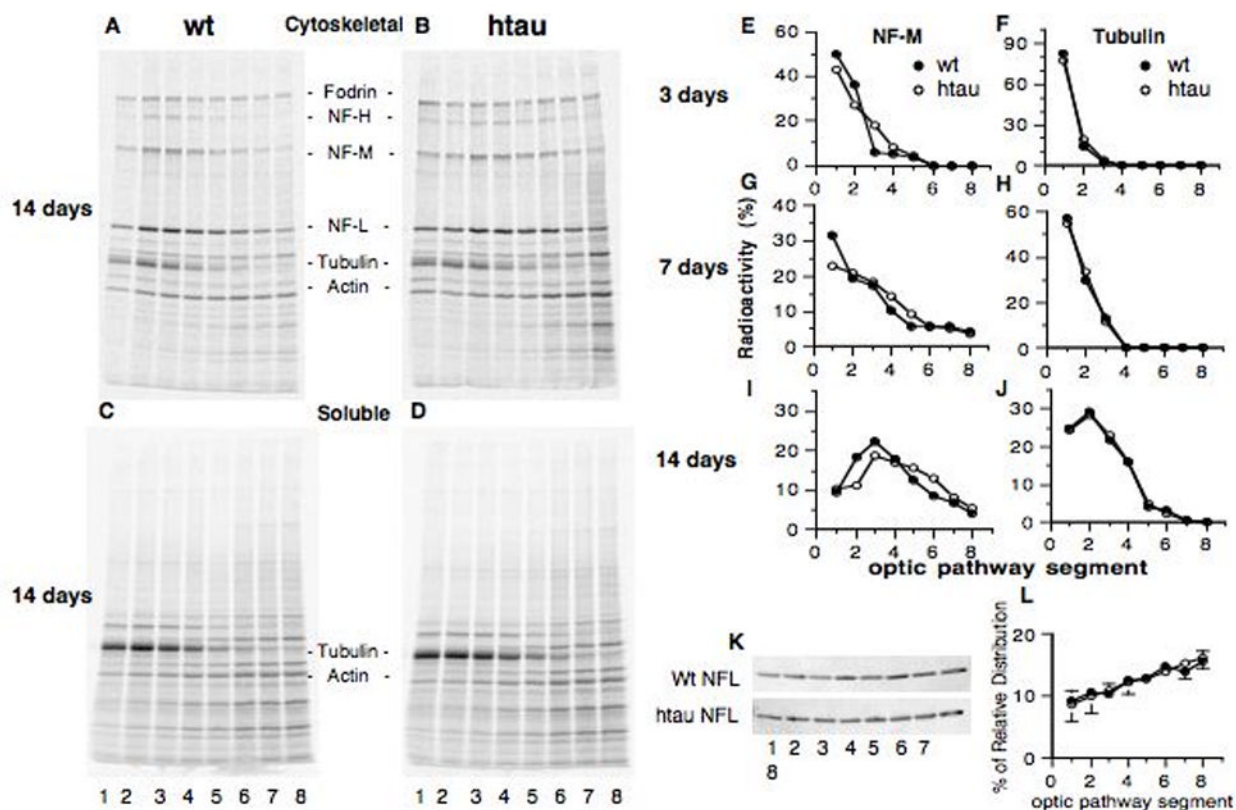 A wt Cytoskeletal B htau
- Fodrin -
- NF-H -
- NF-M -
14 days
- NF-L -
- Tubulin -
- Actin -
C Soluble D
14 days
- Tubulin -
- Actin -
1 2 3 4 5 6 7 8
1 2 3 4 5 6 7 8
E NF-M
60
40
20
0
0 2 4 6 8
● wt
○ htau
3 days
F Tubulin
90
60
30
0
0 2 4 6 8
● wt
○ htau
G
40
30
20
10
0
0 2 4 6 8
7 days
Radioactivity (%)
H
60
40
20
0
0 2 4 6 8
I
30
20
10
0
0 2 4 6 8
14 days
J
30
20
10
0
0 2 4 6 8
optic pathway segment
K
Wt NFL
htau NFL
1 2 3 4 5 6 7
8
L
% of Relative Distribution
20
10
0
0 2 4 6 8
optic pathway segment